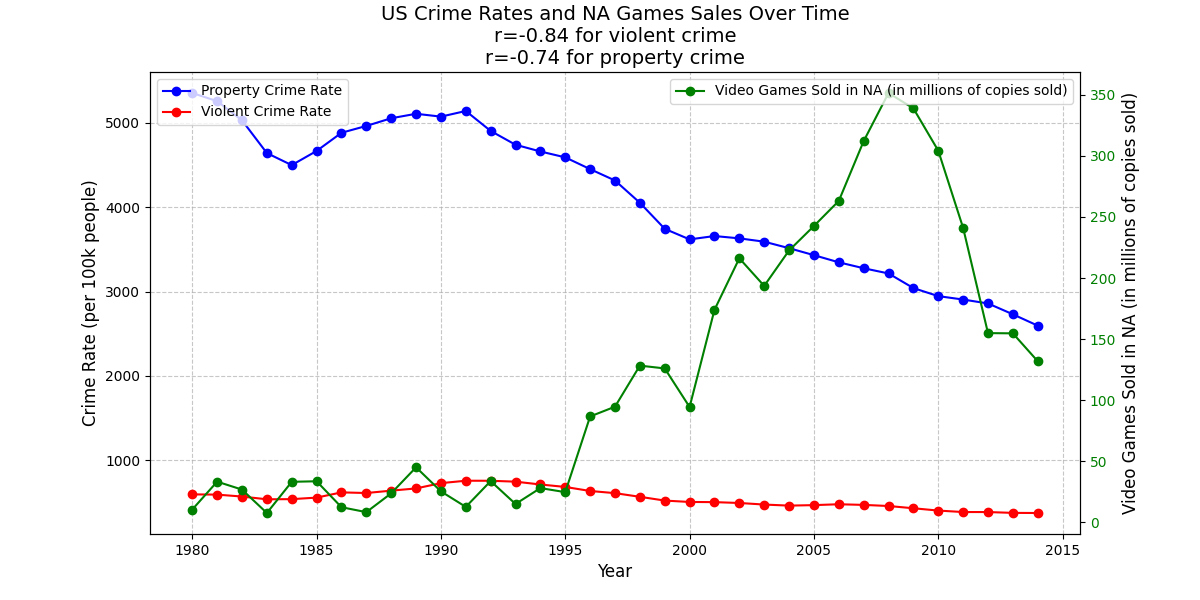 US Crime Rates and NA Games Sales Over Time
r=-0.84 for violent crime
r=-0.74 for property crime
Property Crime Rate
Violent Crime Rate
Video Games Sold in NA (in millions of copies sold)
Crime Rate (per 100k people)
5000
4000
3000
2000
1000
350
300
250
200
150
100
50
0
Video Games Sold in NA (in millions of copies sold)
1980
1985
1990
1995
2000
2005
2010
2015
Year